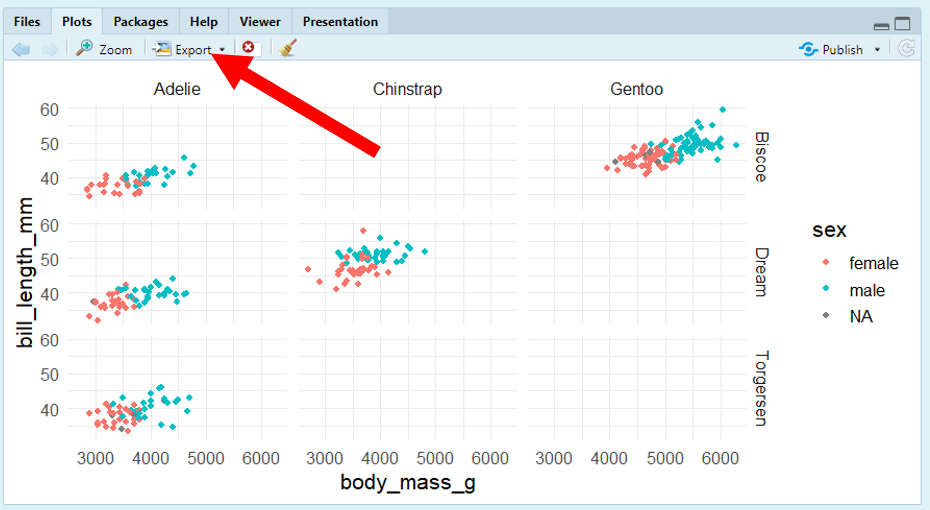 Files Plots Packages Help Viewer Presentation
Zoom Export Publish
Adelie Chinstrap Gentoo
60
50
40
Biscoe
60
50
40
Dream
60
50
40
Torgersen
bill_length_mm
3000 4000 5000 6000 3000 4000 5000 6000 3000 4000 5000 6000
body_mass_g
sex
female
male
NA